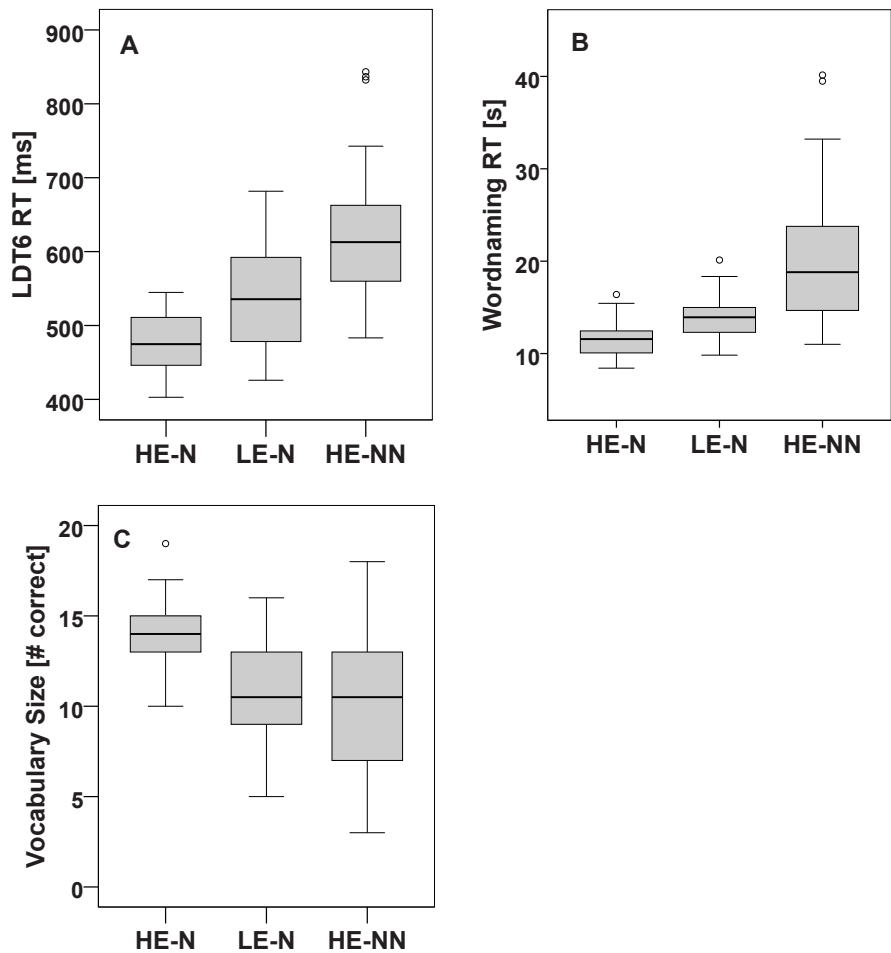 A
LDT6 RT [ms]
900
800
700
600
500
400
HE-N LE-N HE-NN
B
Wordnaming RT [s]
40
30
20
10
HE-N LE-N HE-NN
C
Vocabulary Size [# correct]
20
15
10
5
0
HE-N LE-N HE-NN